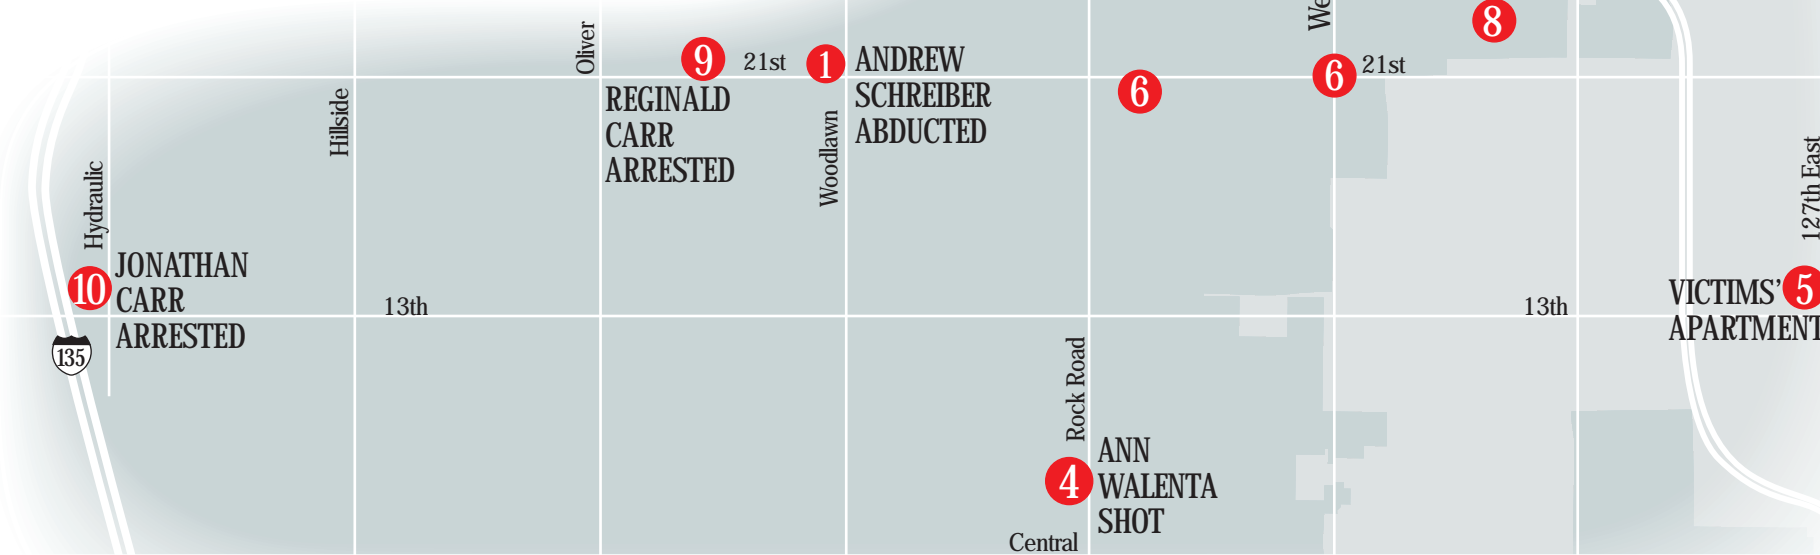 We
8
Oliver
9
21st
1
ANDREW
SCHREIBER
ABDUCTED
6
6
21st
REGINALD
CARR
ARRESTED
Hillside
Woodlawn
Hydraulic
127th East
10
JONATHAN
CARR
ARRESTED
13th
13th
VICTIMS'
5
APARTMENT
135
Rock Road
4
ANN
WALENTA
SHOT
Central